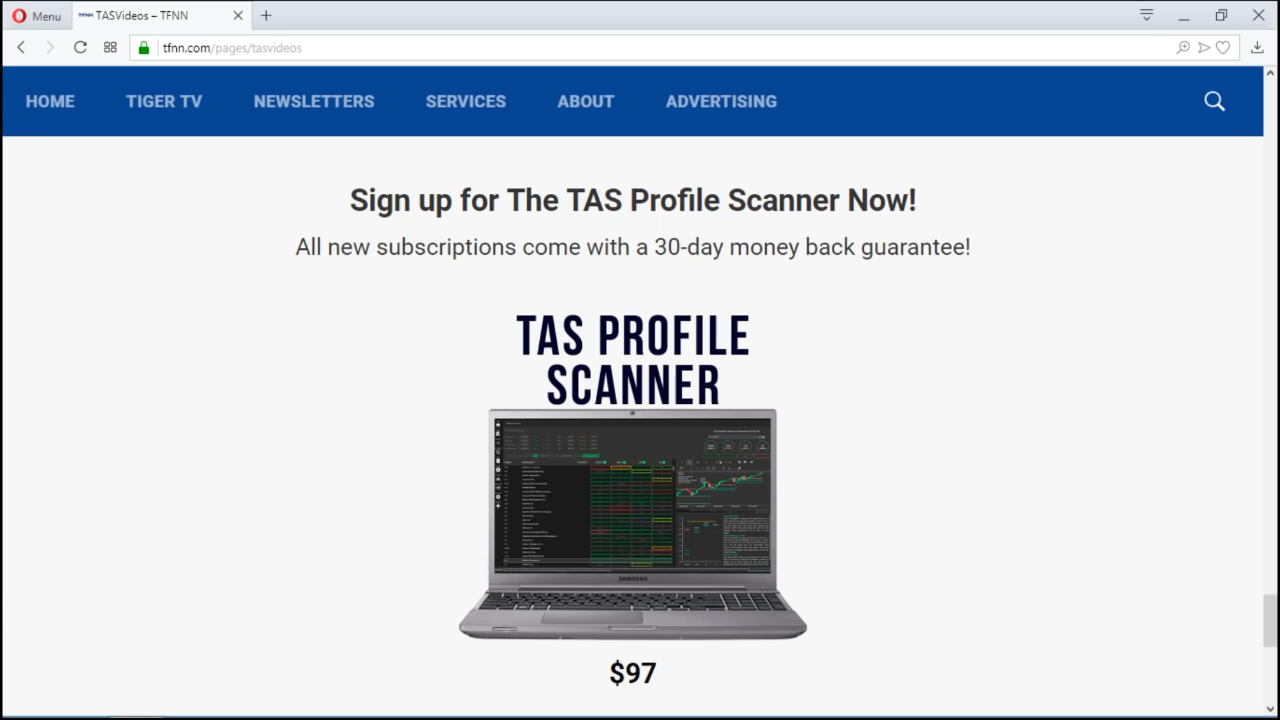 Menu
TFNN
TASVideos – TFNN
tfnn.com/pages/tasvideos
HOME
TIGER TV
NEWSLETTERS
SERVICES
ABOUT
ADVERTISING
Sign up for The TAS Profile Scanner Now!
All new subscriptions come with a 30-day money back guarantee!
TAS PROFILE
SCANNER
SAMSUNG
$97